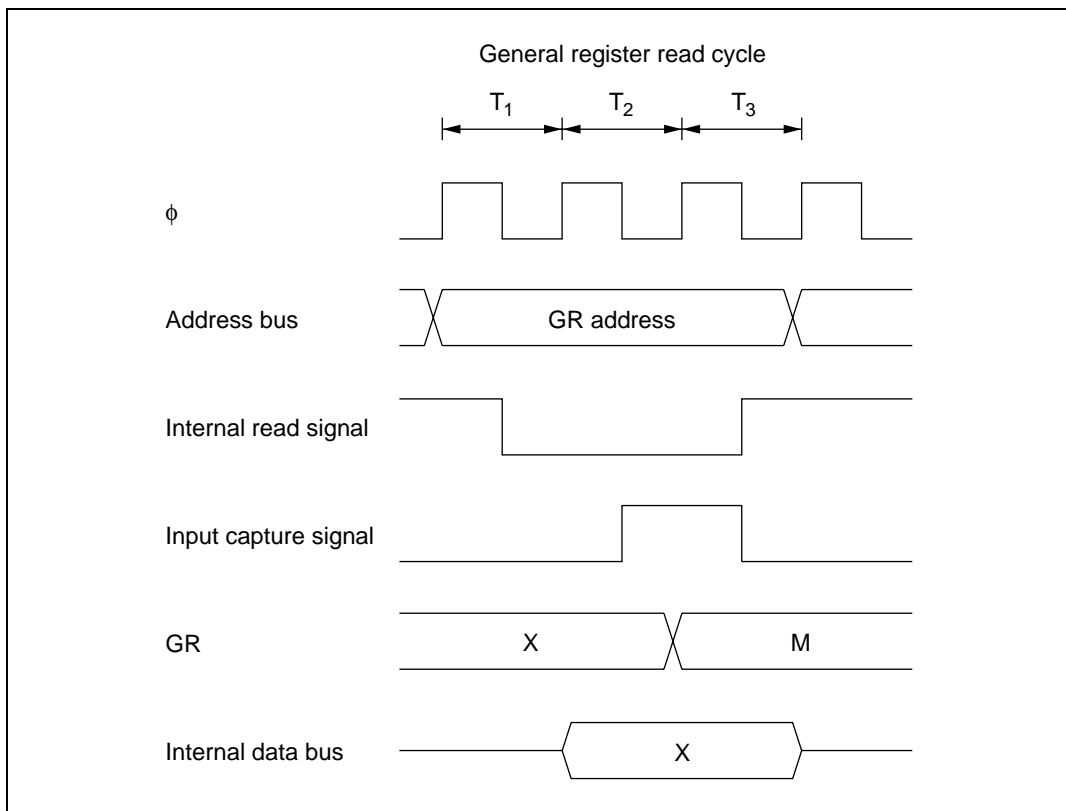 General register read cycle
T1 T2 T3
φ
Address bus GR address
Internal read signal
Input capture signal
GR X M
Internal data bus X